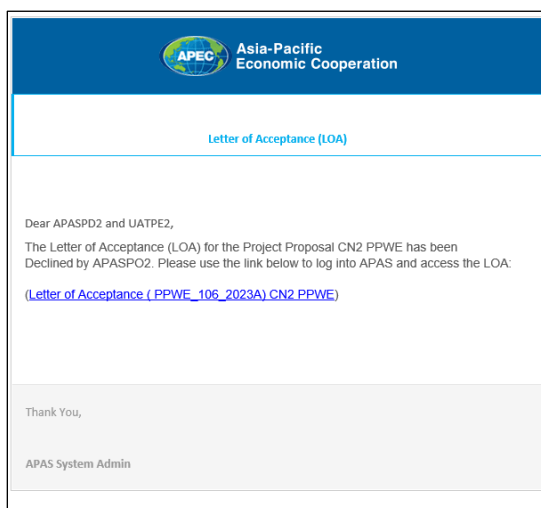 APEC
Asia-Pacific
Economic Cooperation
Letter of Acceptance (LOA)
Dear APASPD2 and UATPE2,
The Letter of Acceptance (LOA) for the Project Proposal CN2 PPWE has been
Declined by APASPO2. Please use the link below to log into APAS and access the LOA:
(Letter of Acceptance ( PPWE_106_2023A) CN2 PPWE)
Thank You,
APAS System Admin